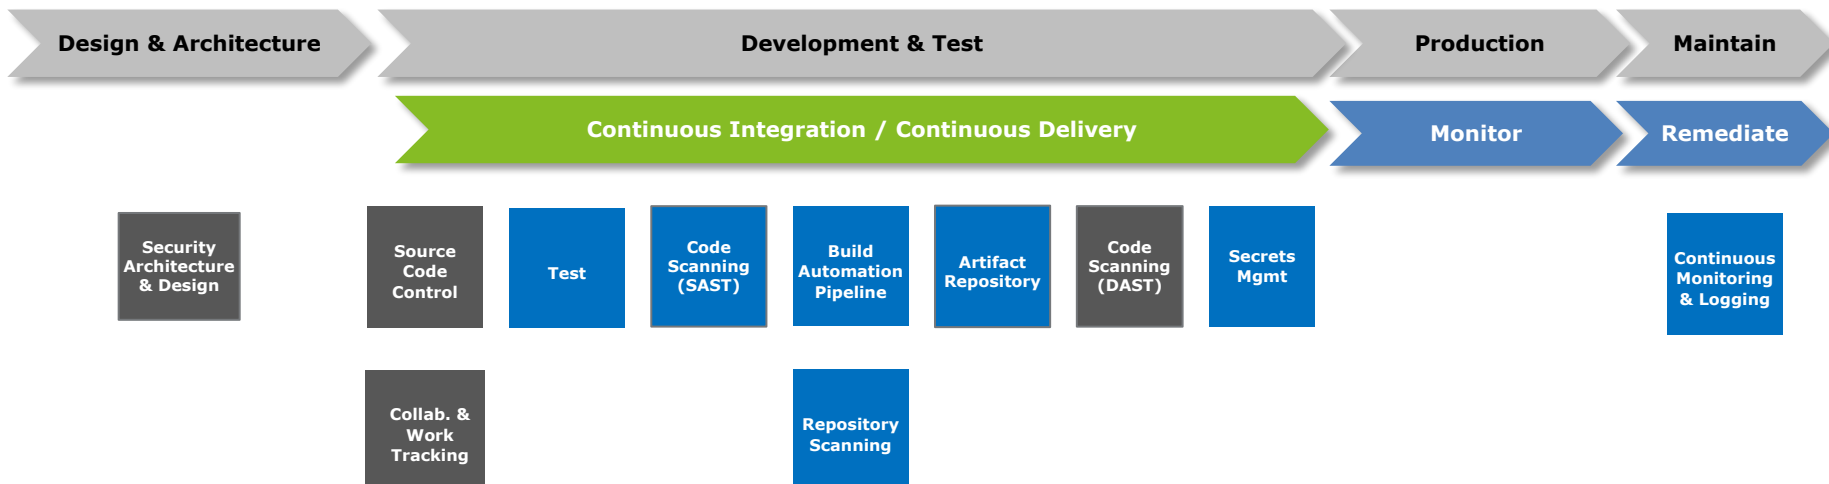 Design & Architecture
Development & Test
Production
Maintain
Continuous Integration / Continuous Delivery
Monitor
Remediate
Security
Architecture
& Design
Source
Code
Control
Test
Code
Scanning
(SAST)
Build
Automation
Pipeline
Artifact
Repository
Code
Scanning
(DAST)
Secrets
Mgmt
Continuous
Monitoring
& Logging
Collab. &
Work
Tracking
Repository
Scanning